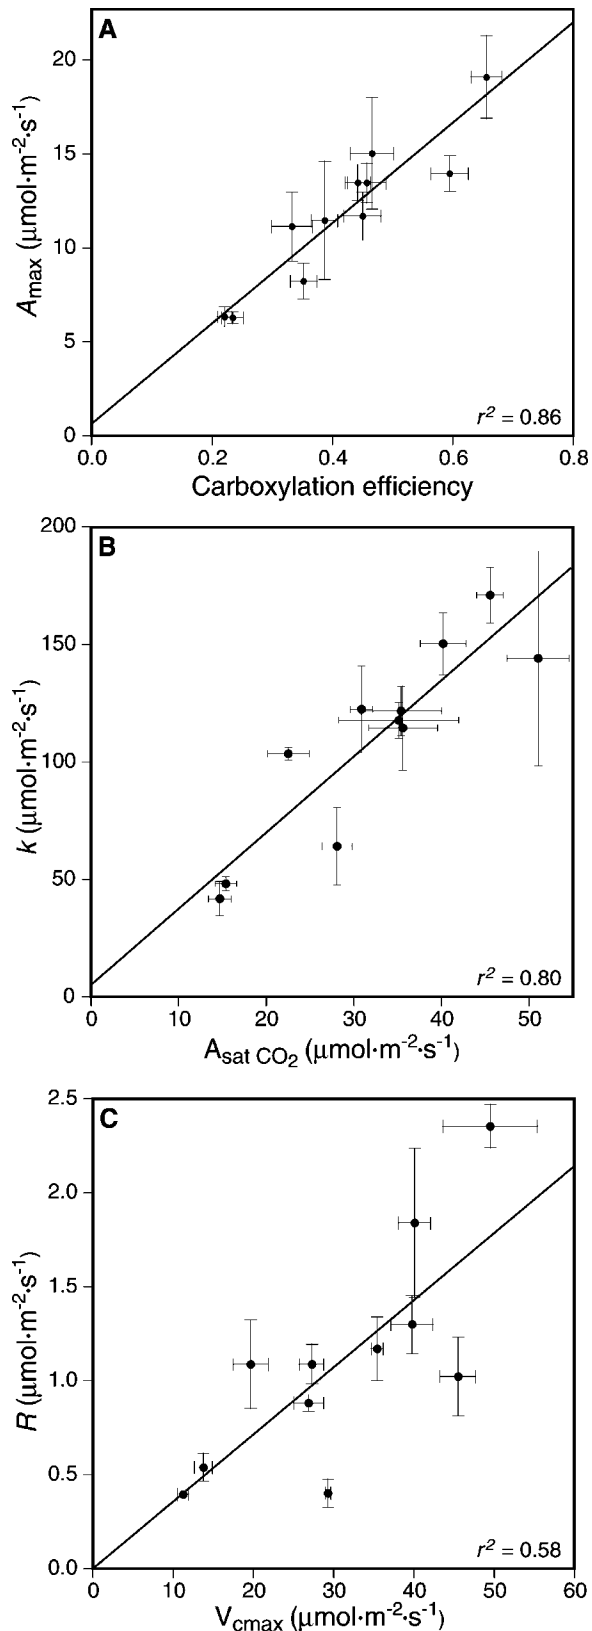 A
20
15
10
5
0
A max (μmol·m-2·s-1)
r2 = 0.86
0.0 0.2 0.4 0.6 0.8
Carboxylation efficiency
B
200
150
100
50
0
k (μmol·m-2·s-1)
r2 = 0.80
0 10 20 30 40 50
Asat CO2 (μmol·m-2·s-1)
C
2.5
2.0
1.5
1.0
0.5
0.0
R (μmol·m-2·s-1)
r2 = 0.58
0 10 20 30 40 50 60
Vcmax (μmol·m-2·s-1)